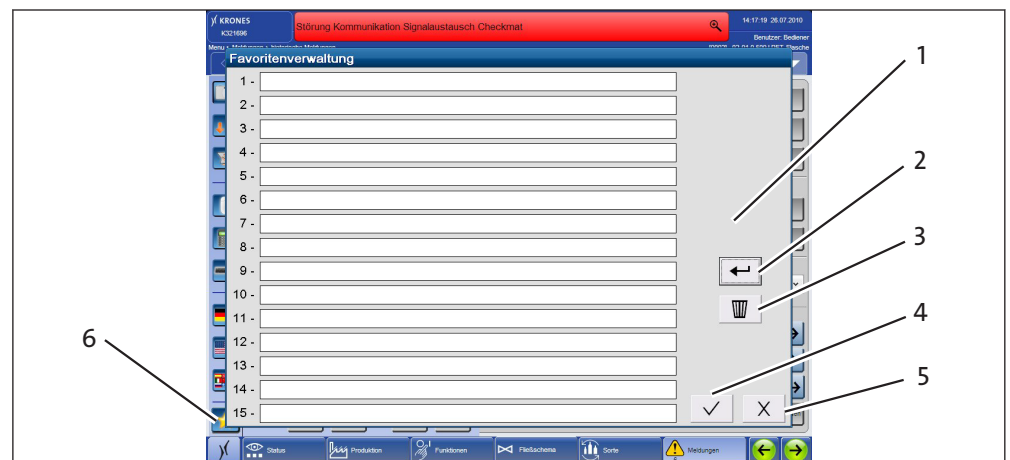 KRONES
K321696
Störung Kommunikation Signalaustausch Checkmat
14:17:19 26.07.2010
Benutzer: Bediener
Favoritenverwaltung
1 -
2 -
3 -
4 -
5 -
6 -
7 -
8 -
9 -
10 -
11 -
12 -
13 -
14 -
15 -
X
1
2
3
4
5
6
Status
Produktion
Funktionen
Fließschema
Sorte
Meldungen